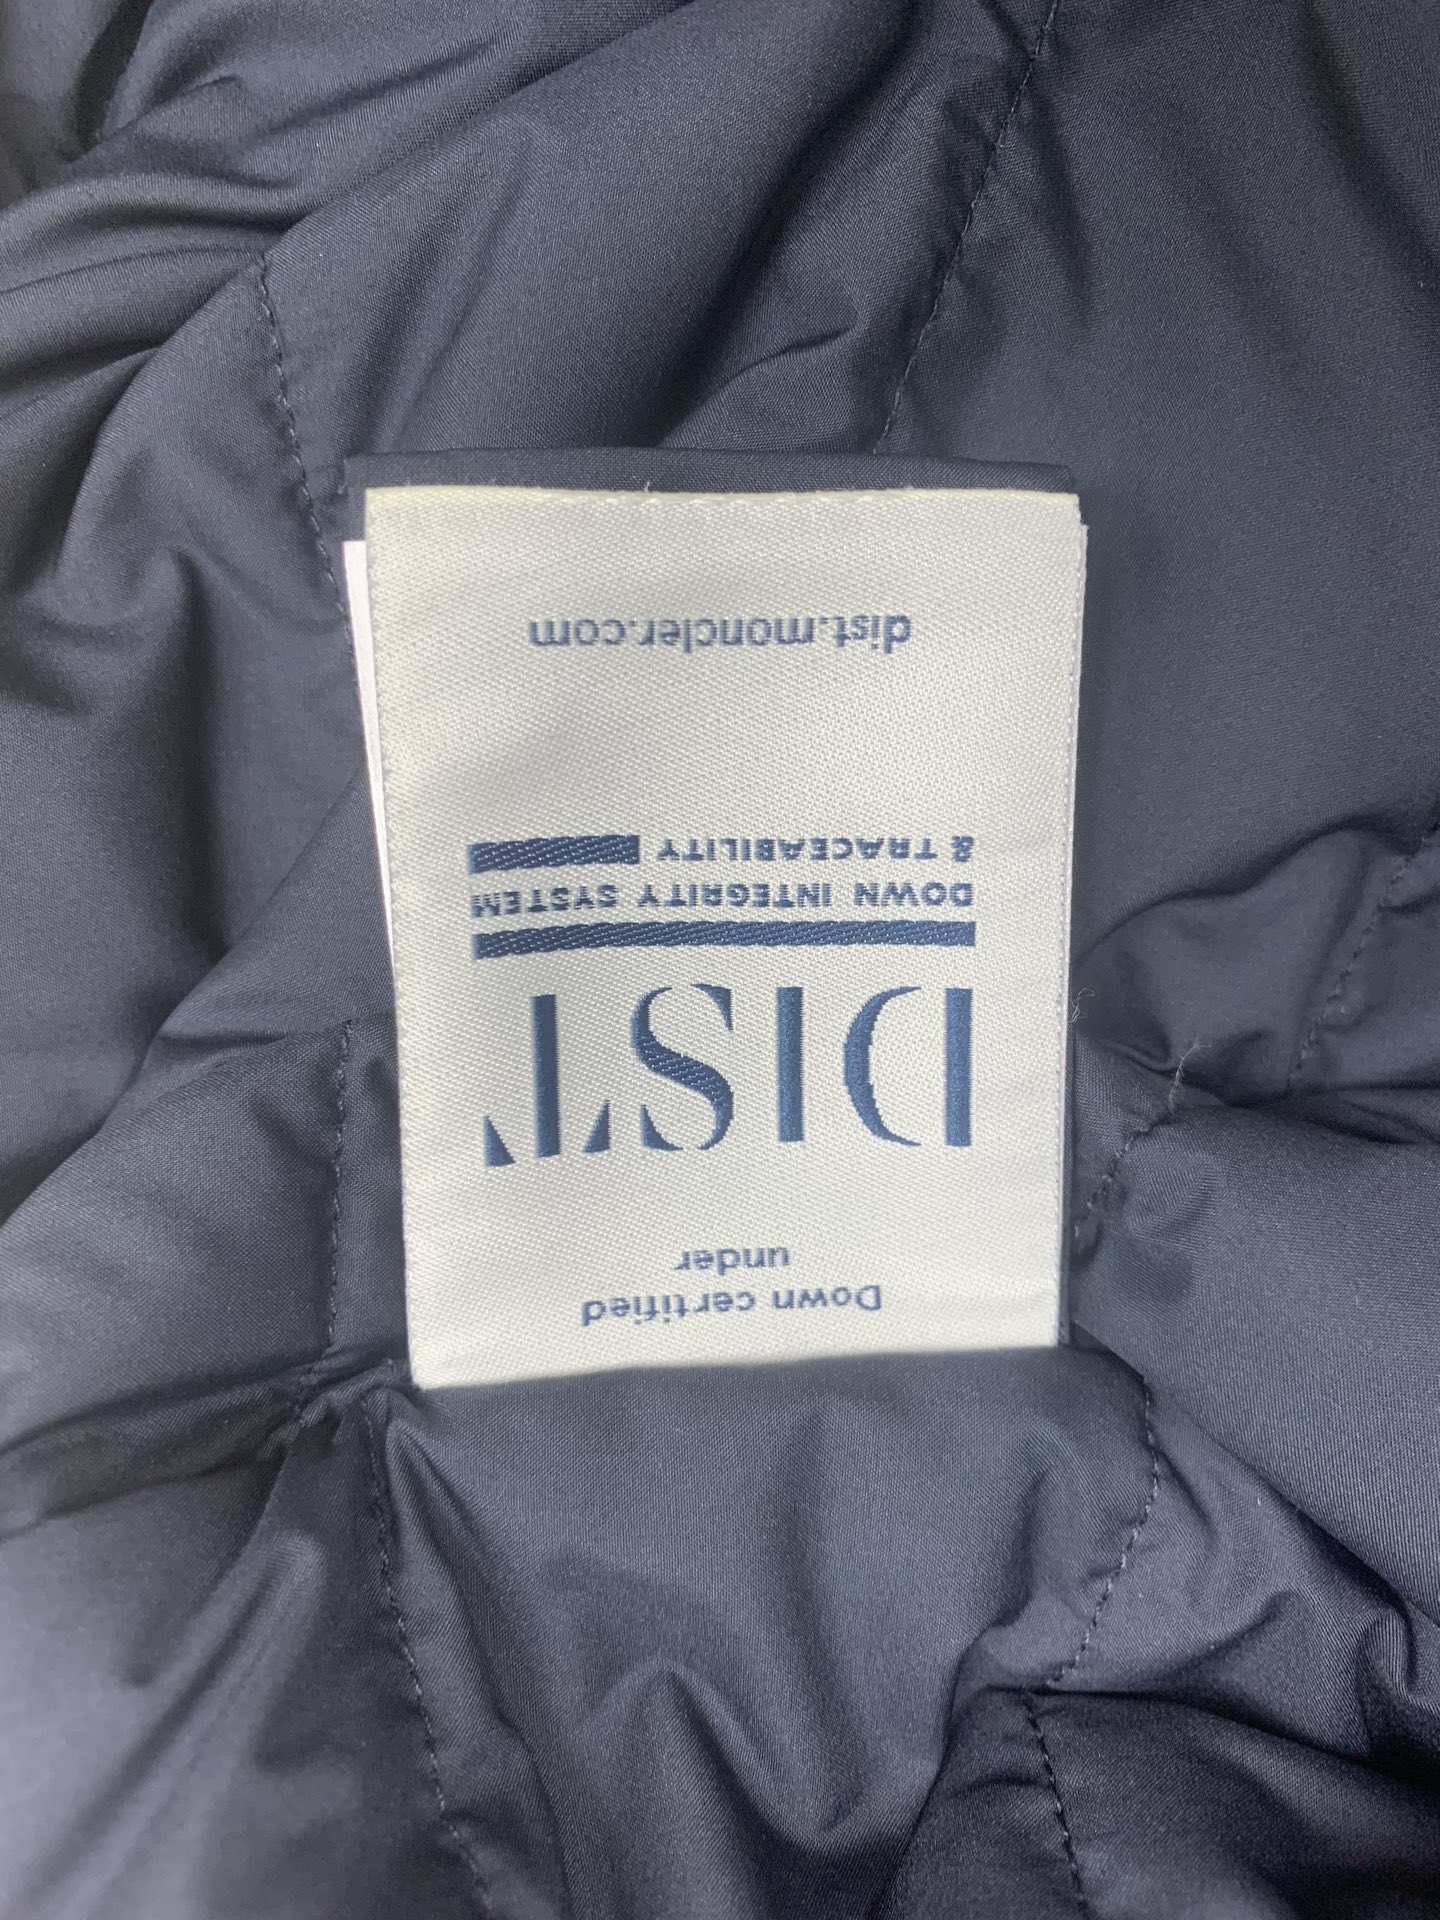 Down certified
under
DIST
DOWN INTEGRITY SYSTEM
& TRACEABILITY
dist.moncler.com